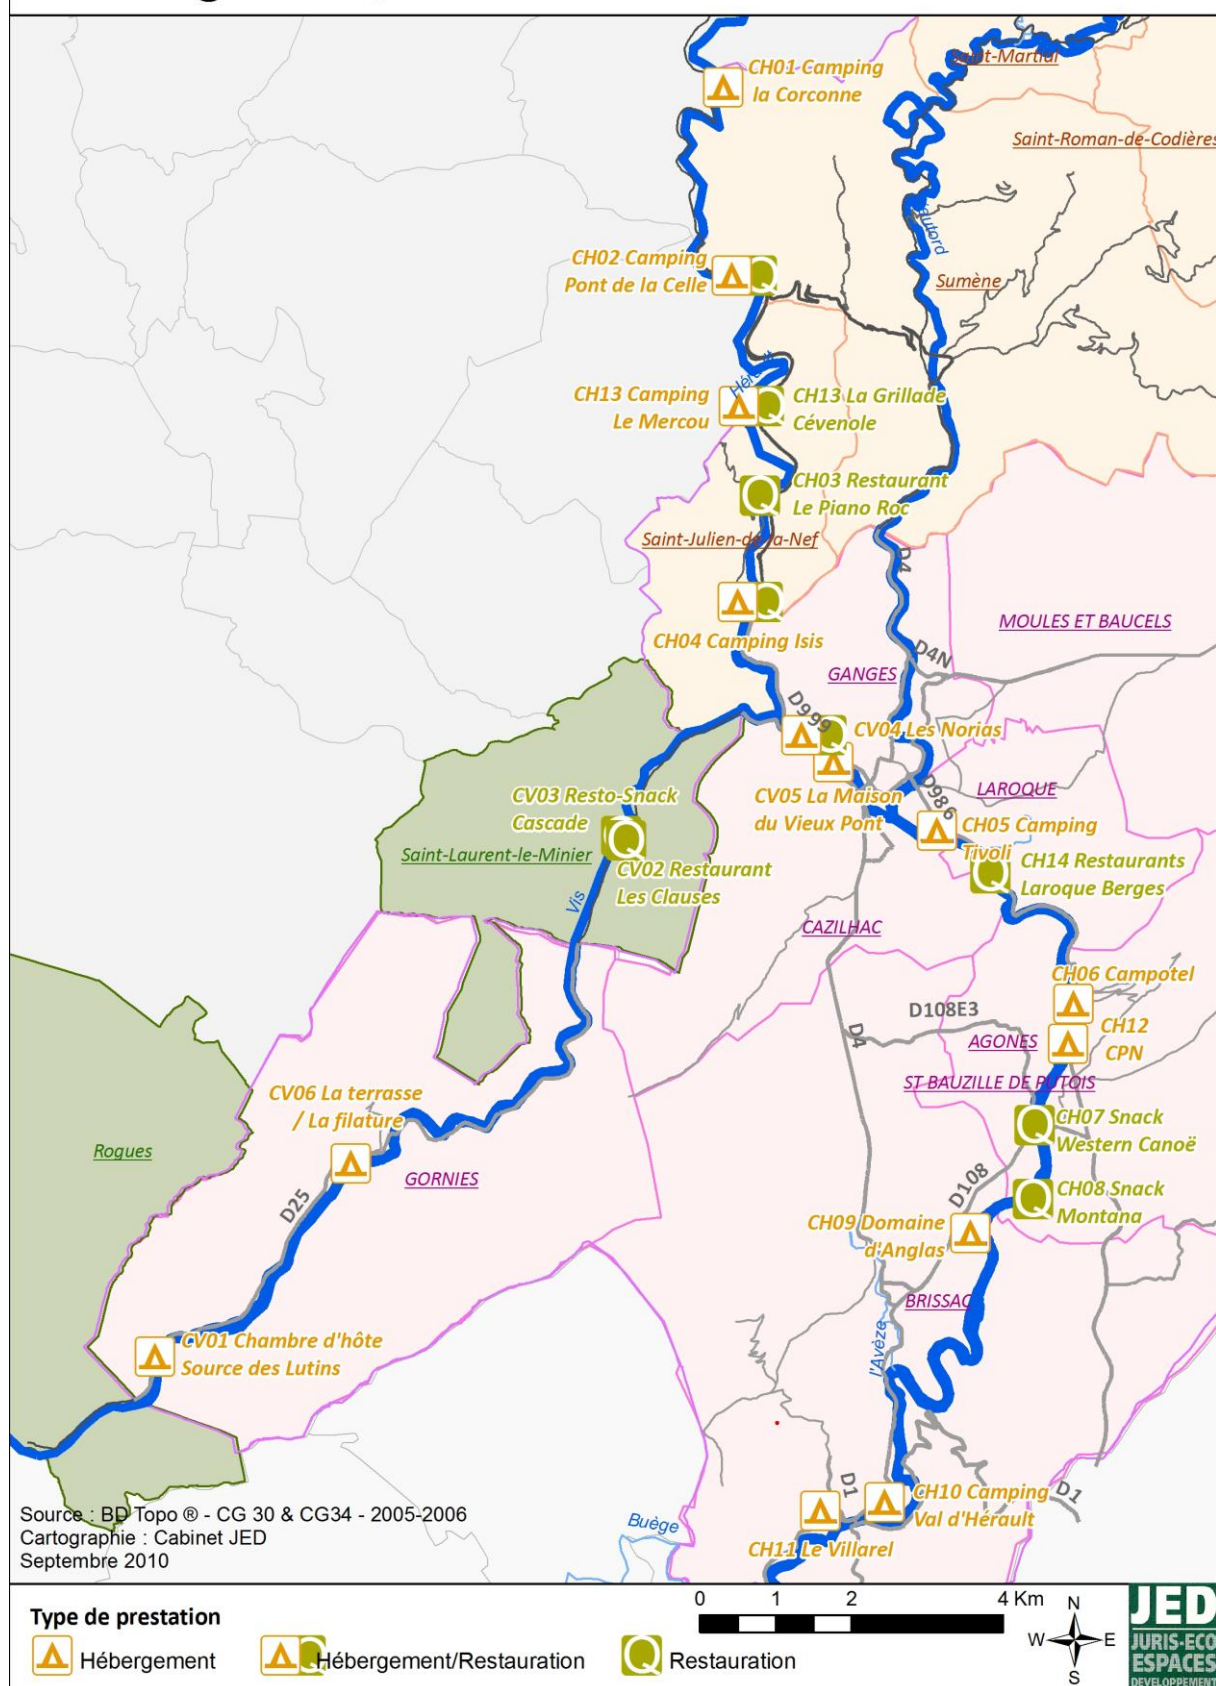 CH01 Camping
la Corconne
Saint-Martial
Saint-Roman-de-Codières
CH02 Camping
Pont de la Celle
Sumène
Hérault
CH13 Camping
Le Mercou
CH13 La Grillade
Cévenole
CH03 Restaurant
Le Piano Roc
Saint-Julien-de-la-Nef
D4
CH04 Camping Isis
MOULES ET BAUCELS
D4N
GANGES
D999
CV04 Les Norias
CV05 La Maison
du Vieux Pont
D986
LAROQUE
CV03 Resto-Snack
Cascade
CH05 Camping
Tivoli
Saint-Laurent-le-Minier
CV02 Restaurant
Les Clauses
CH14 Restaurants
Laroque Berges
Vis
CAZILHAC
CH06 Campotel
D108E3
CH12
CPN
D4
AGONES
ST BAUZILLE DE PUTOIS
CV06 La terrasse
/ La filature
CH07 Snack
Western Canoë
Rogues
GORNIES
D25
D108
CH08 Snack
Montana
CH09 Domaine
d'Anglas
BRISSAC
l'Avèze
CV01 Chambre d'hôte
Source des Lutins
D1
CH10 Camping
Val d'Hérault
D1
CH11 Le Villarel
Buège
Source : BD Topo ® - CG 30 & CG34 - 2005-2006
Cartographie : Cabinet JED
Septembre 2010
Type de prestation
Hébergement
Hébergement/Restauration
Restauration
0 1 2 4 Km
N
W E
S
JED
JURIS-ECO
ESPACES
DEVELOPPEMENT